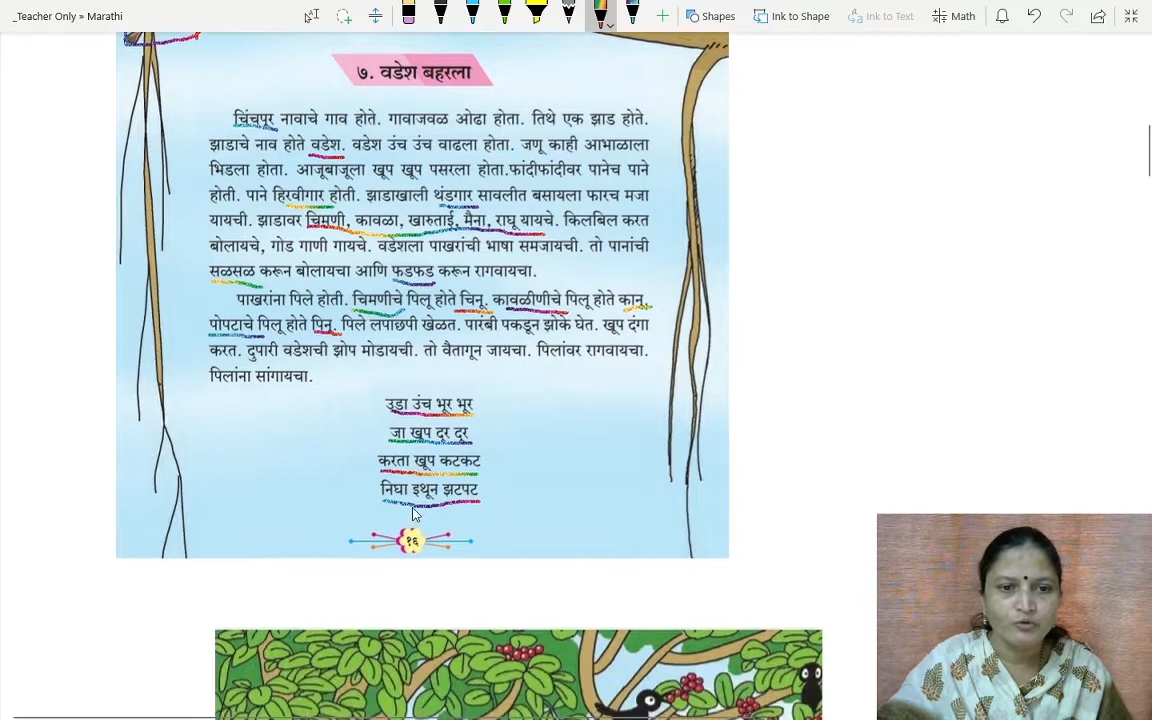 _Teacher Only » Marathi
Shapes
Ink to Shape
Ink to Text
Math
७. वडेश बहरला
चिंचपूर नावाचे गाव होते. गावाजवळ ओढा होता. तिथे एक झाड होते.
झाडाचे नाव होते वडेश. वडेश उंच उंच वाढला होता. जणू काही आभाळाला
भिडला होता. आजूबाजूला खूप खूप पसरला होता.फांदीफांदीवर पानेच पाने
होती. पाने हिरवीगार होती. झाडाखाली थंडगार सावलीत बसायला फारच मजा
यायची. झाडावर चिमणी, कावळा, खारुताई, मैना, राघू यायचे. किलबिल करत
बोलायचे, गोड गाणी गायचे. वडेशला पाखरांची भाषा समजायची. तो पानांची
सळसळ करून बोलायचा आणि फडफड करून रागवायचा.
पाखरांना पिले होती. चिमणीचे पिलू होते चिनू. कावळीणीचे पिलू होते कानू.
पोपटाचे पिलू होते पिनू. पिले लपाछपी खेळत. पारंबी पकडून झोके घेत. खूप दंगा
करत. दुपारी वडेशची झोप मोडायची. तो वैतागून जायचा. पिलांवर रागवायचा.
पिलांना सांगायचा.
उडा उंच भूर भूर
जा खूप दूर दूर
करता खूप कटकट
निघा इथून झटपट
१६